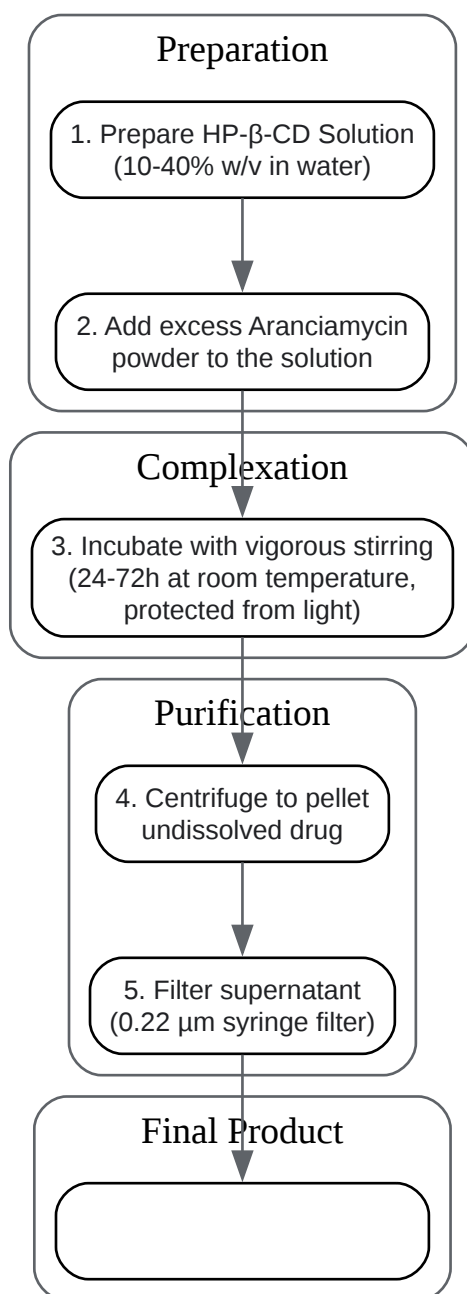 Preparation
1. Prepare HP-β-CD Solution
(10-40% w/v in water)
2. Add excess Aranciamycin
powder to the solution
Complexation
3. Incubate with vigorous stirring
(24-72h at room temperature,
protected from light)
Purification
4. Centrifuge to pellet
undissolved drug
5. Filter supernatant
(0.22 µm syringe filter)
Final Product